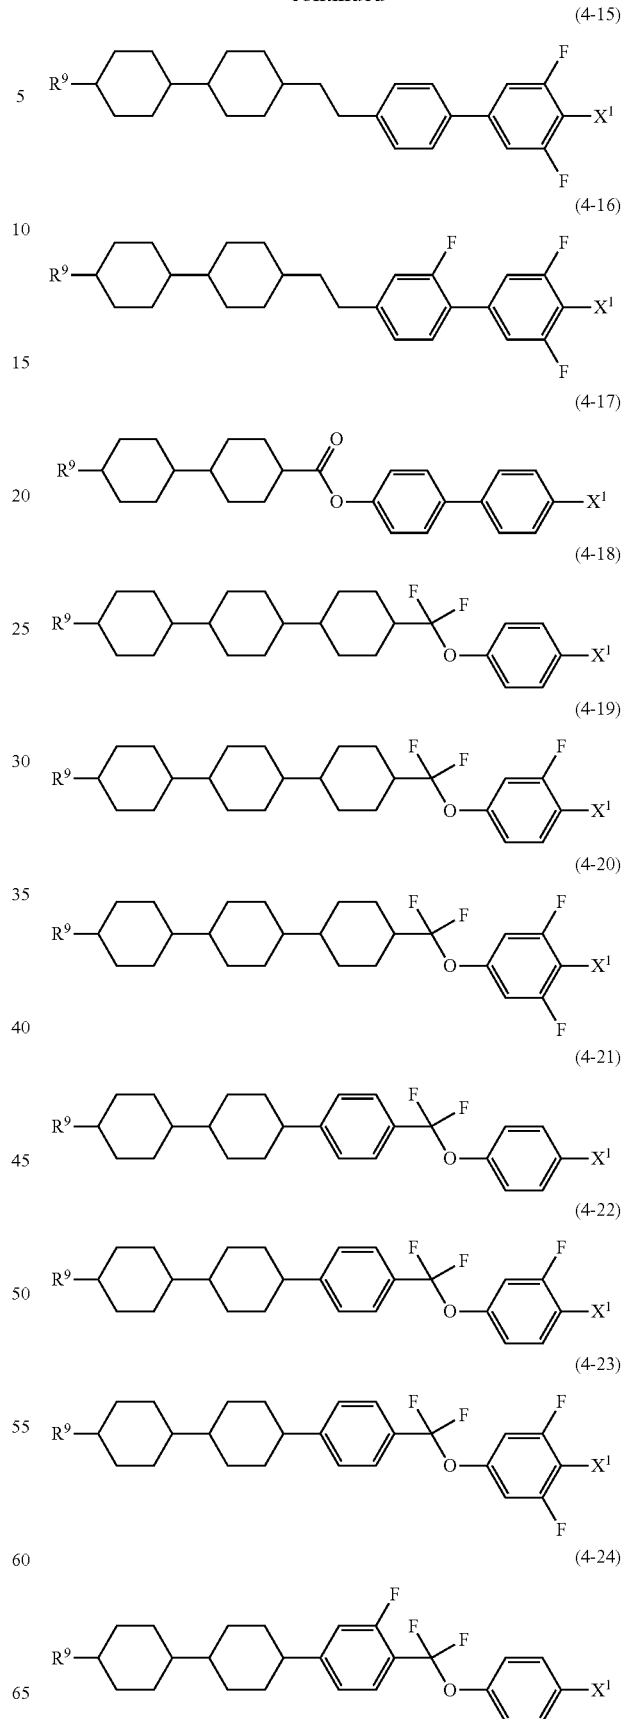 (4-15)
F
R⁹
5
X¹
F
(4-16)
10
F F
R⁹
X¹
F
15
(4-17)
O
R⁹
20
O X¹
(4-18)
F F
25
R⁹
O X¹
(4-19)
F F F
30
R⁹
O X¹
(4-20)
35
F F F
R⁹
O X¹
40
F
(4-21)
F F
R⁹
45
O X¹
(4-22)
F F F
R⁹
50
O X¹
(4-23)
F F F
55
R⁹
O X¹
F
60
(4-24)
F
F F
R⁹
65
O X¹